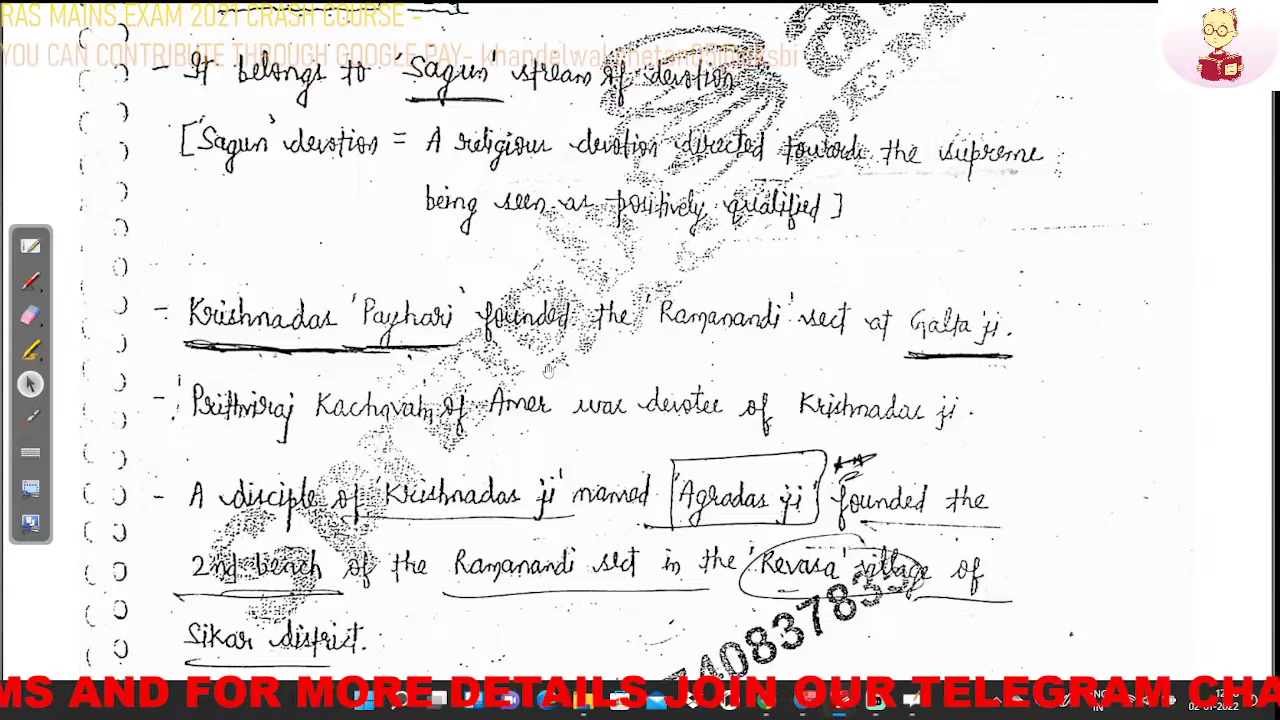 RAS MAINS EXAM 2021 CRASH COURSE -
YOU CAN CONTRIBUTE THROUGH GOOGLE PAY-
- It belongs to 'Sagun' stream of devotion
['Sagun' devotion = A religious devotion directed towards the supreme
being seen as positively qualified]
- Krishnadas 'Payhari' founded the 'Ramanandi' sect at Galta ji.
- 'Prithviraj Kachavah' of Amer was devotee of Krishnadas ji.
- A disciple of 'Krishnadas ji' named 'Agradas ji' founded the
2nd bench of the Ramanandi sect in the 'Revasa' village of
Sikar district.
MS AND FOR MORE DETAILS JOIN OUR TELEGRAM CHA